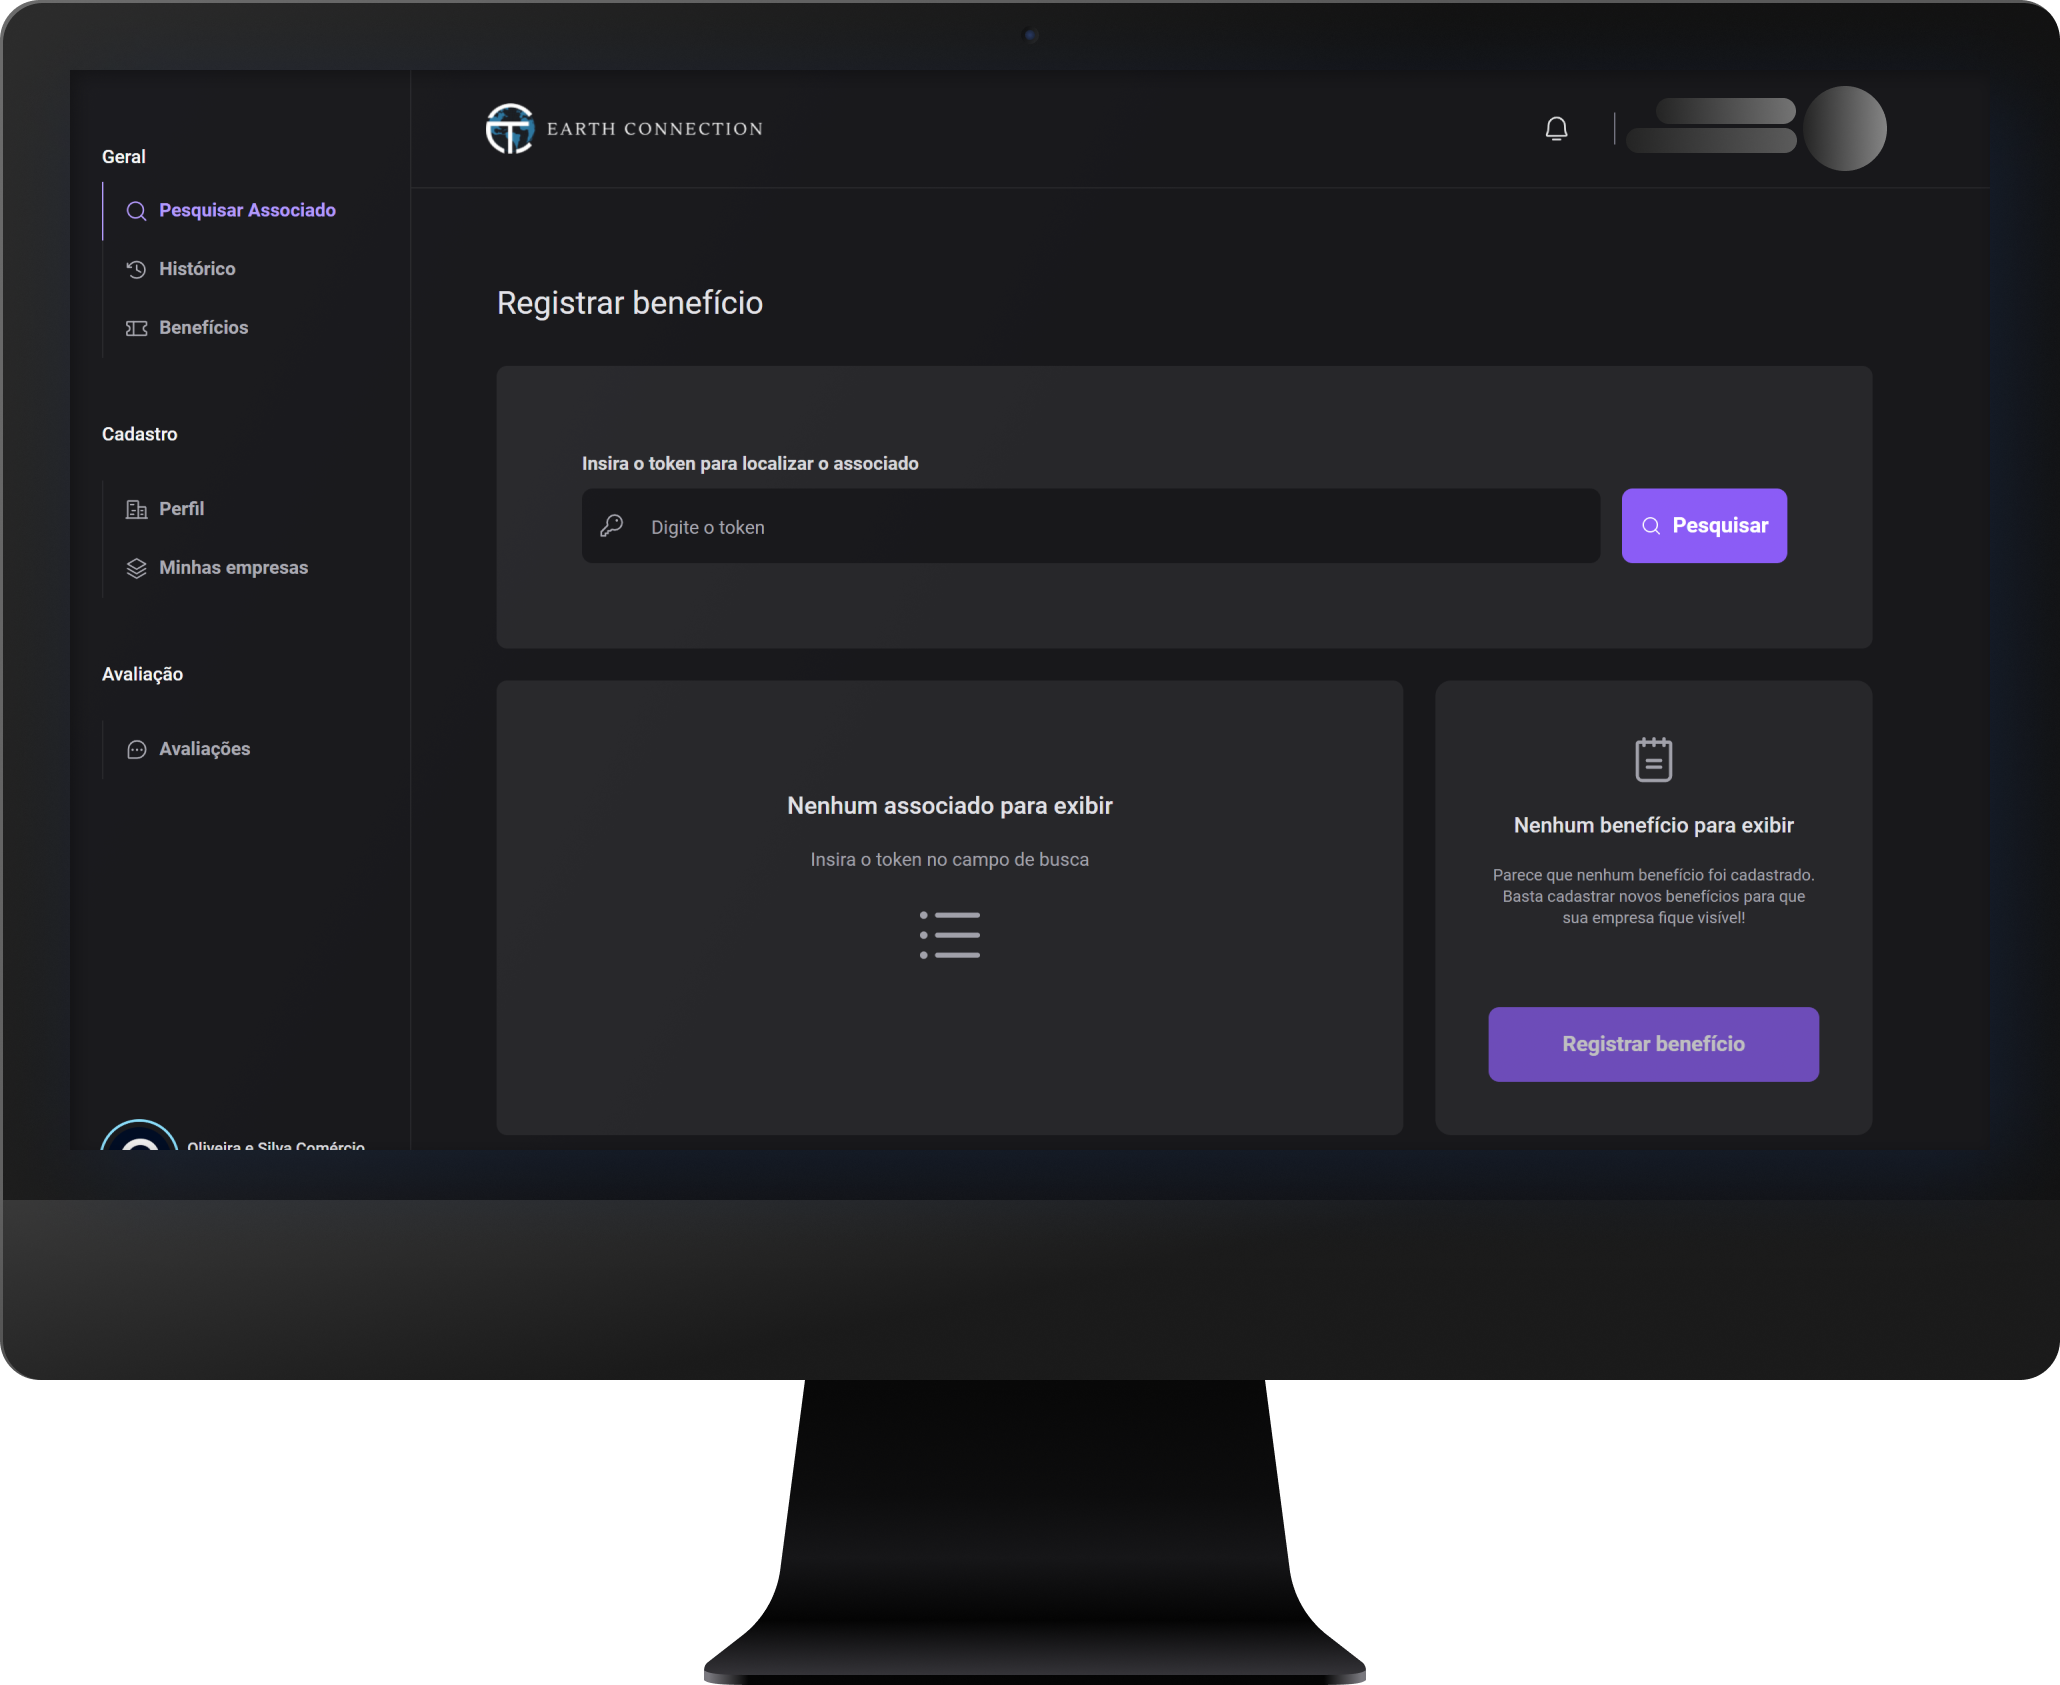 Geral
Pesquisar Associado
Histórico
Benefícios
Cadastro
Perfil
Minhas empresas
Avaliação
Avaliações
Oliveira e Silva Comércio
EARTH CONNECTION
Registrar benefício
Insira o token para localizar o associado
Digite o token
Pesquisar
Nenhum associado para exibir
Insira o token no campo de busca
Nenhum benefício para exibir
Parece que nenhum benefício foi cadastrado.
Basta cadastrar novos benefícios para que
sua empresa fique visível!
Registrar benefício